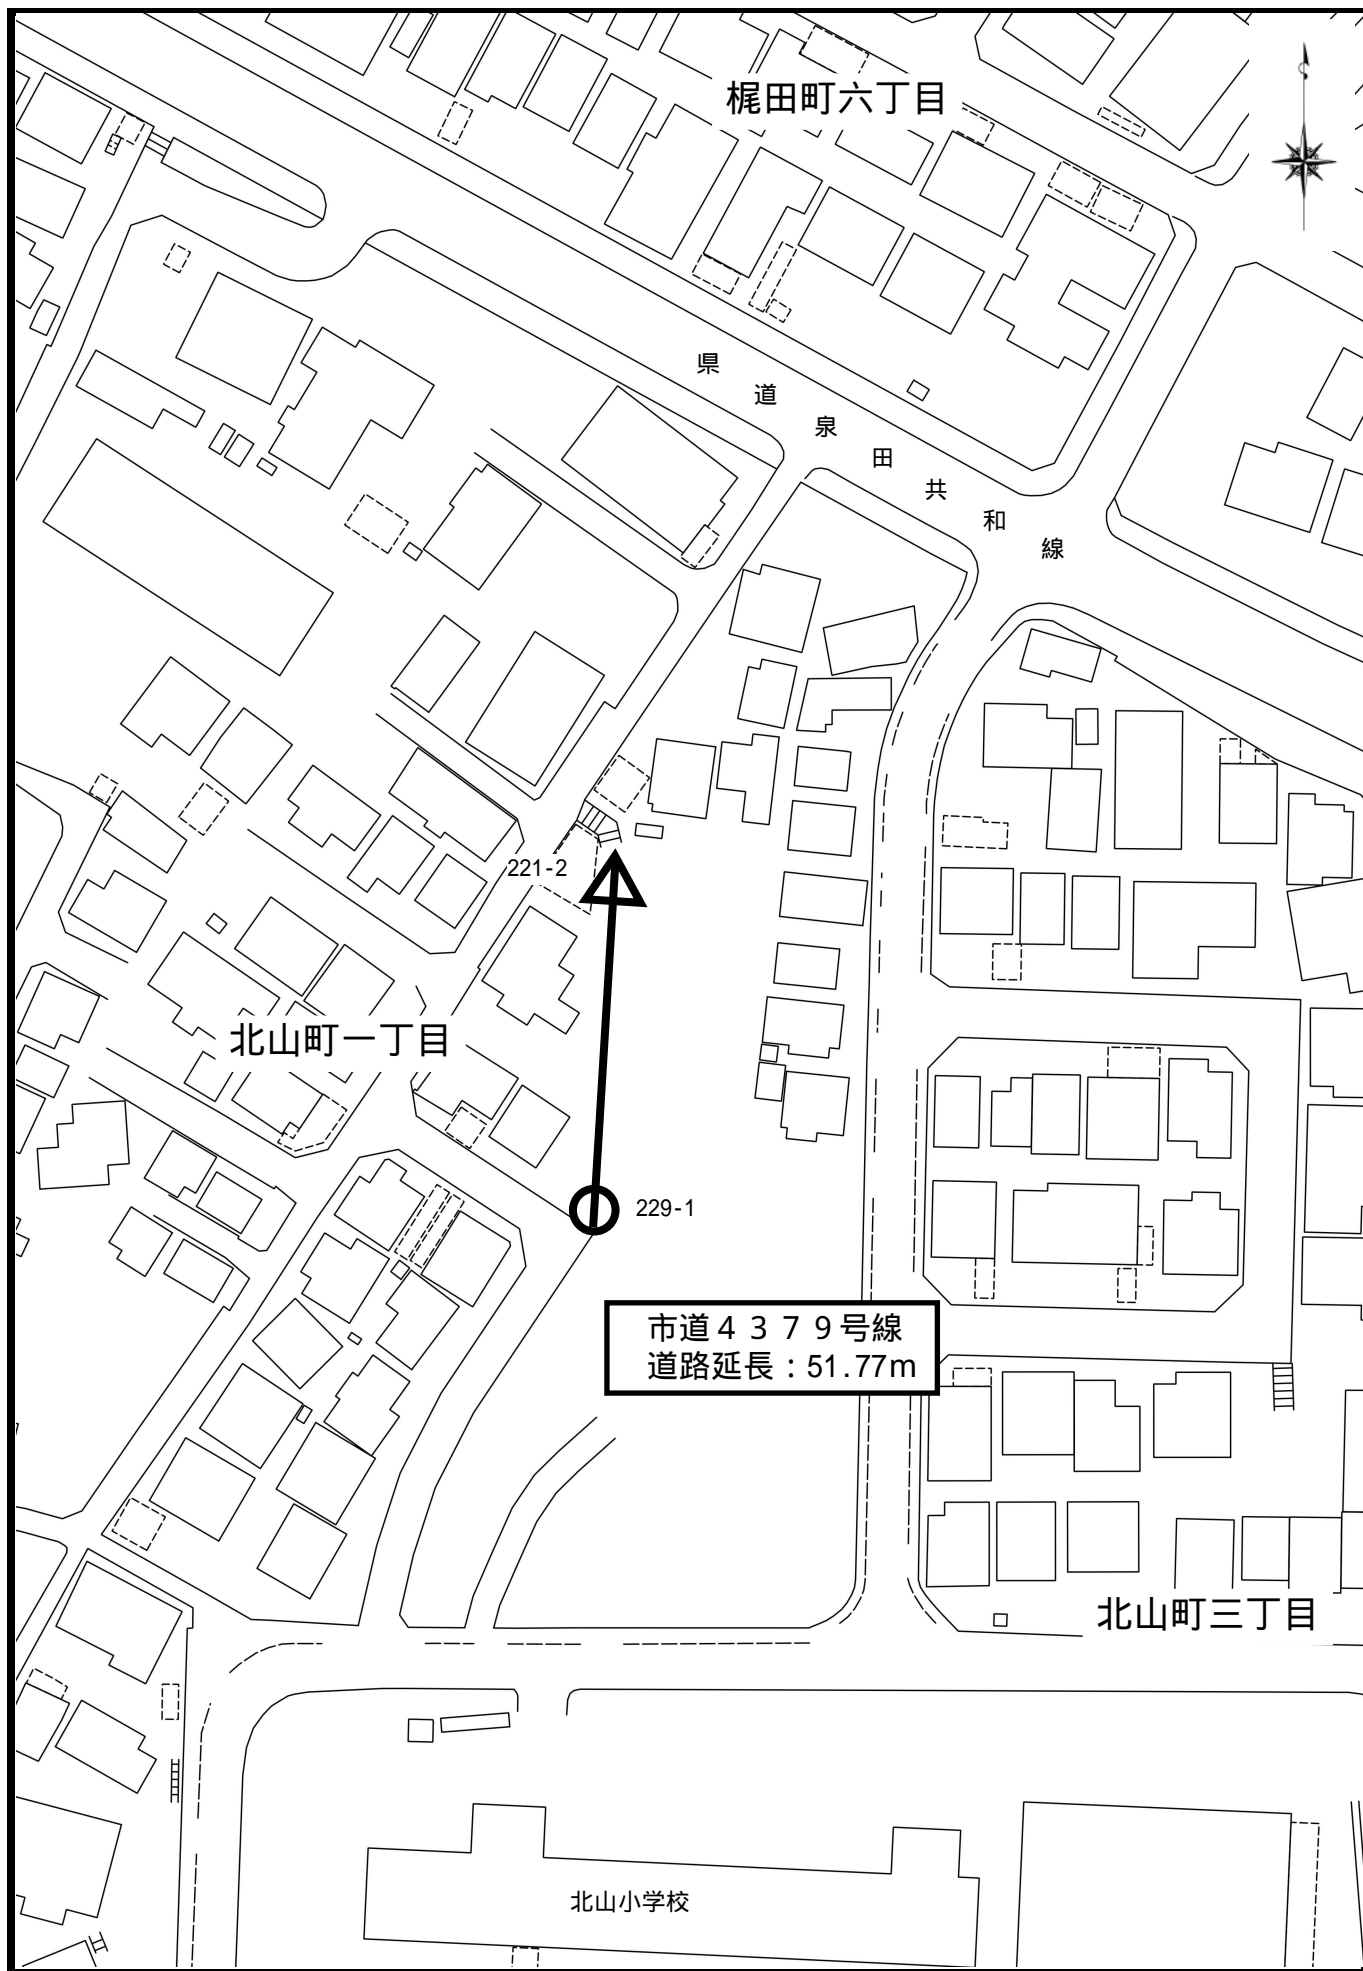 梶田町六丁目
県道泉田共和線
221-2
北山町一丁目
229-1
市道４３７９号線
道路延長：51.77m
北山町三丁目
北山小学校